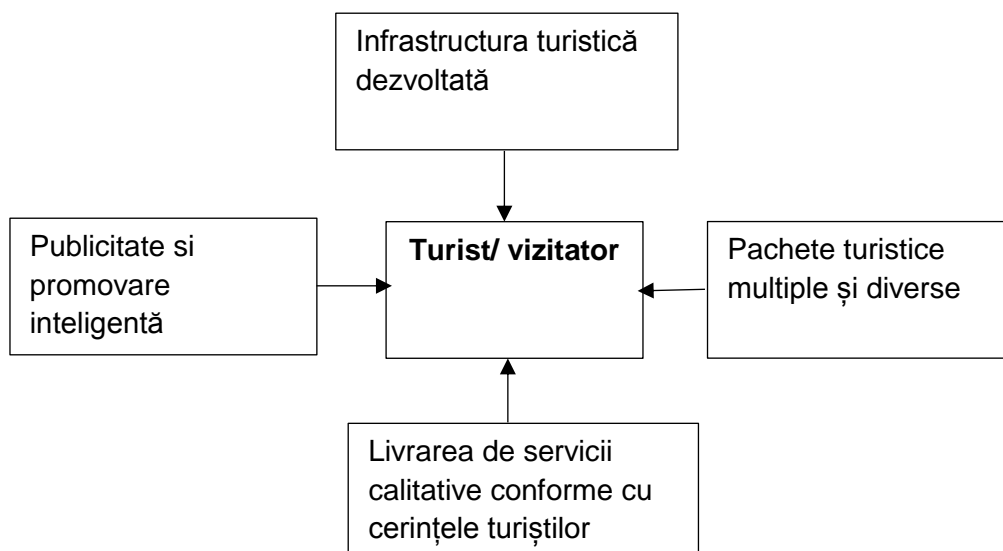 Infrastructura turistică
dezvoltată
Publicitate si
promovare
inteligentă
Turist/ vizitator
Pachete turistice
multiple și diverse
Livrarea de servicii
calitative conforme cu
cerințele turiștilor